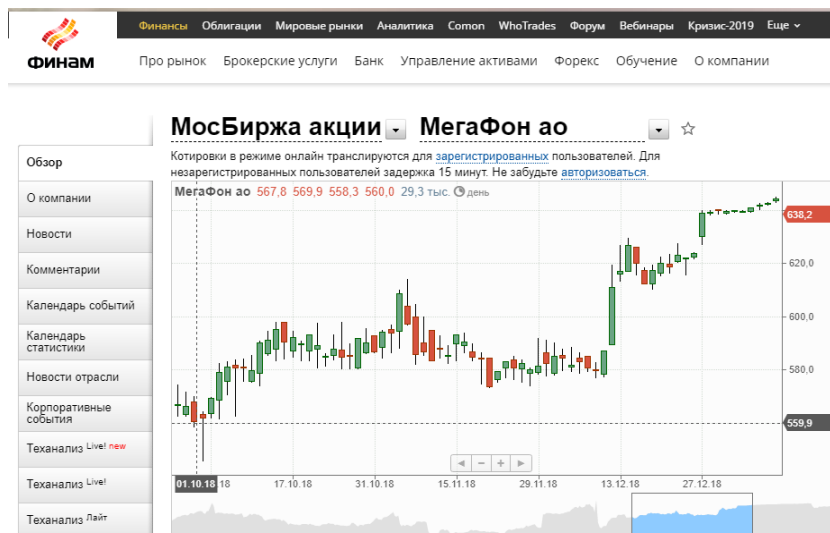 Финансы Облигации Мировые рынки Аналитика Comon WhoTrades Форум Вебинары Кризис-2019 Еще
ФИНАМ
Про рынок Брокерские услуги Банк Управление активами Форекс Обучение О компании
МосБиржа акции МегаФон ао
Котировки в режиме онлайн транслируются для зарегистрированных пользователей. Для
незарегистрированных пользователей задержка 15 минут. Не забудьте авторизоваться.
Обзор
О компании
Новости
Комментарии
Календарь событий
Календарь
статистики
Новости отрасли
Корпоративные
события
Теханализ Live! new
Теханализ Live!
Теханализ Лайт
МегаФон ао 567,8 569,9 558,3 560,0 29,3 тыс. день
638,2
620,0
600,0
580,0
559,9
01.10.18 18 17.10.18 31.10.18 15.11.18 29.11.18 13.12.18 27.12.18